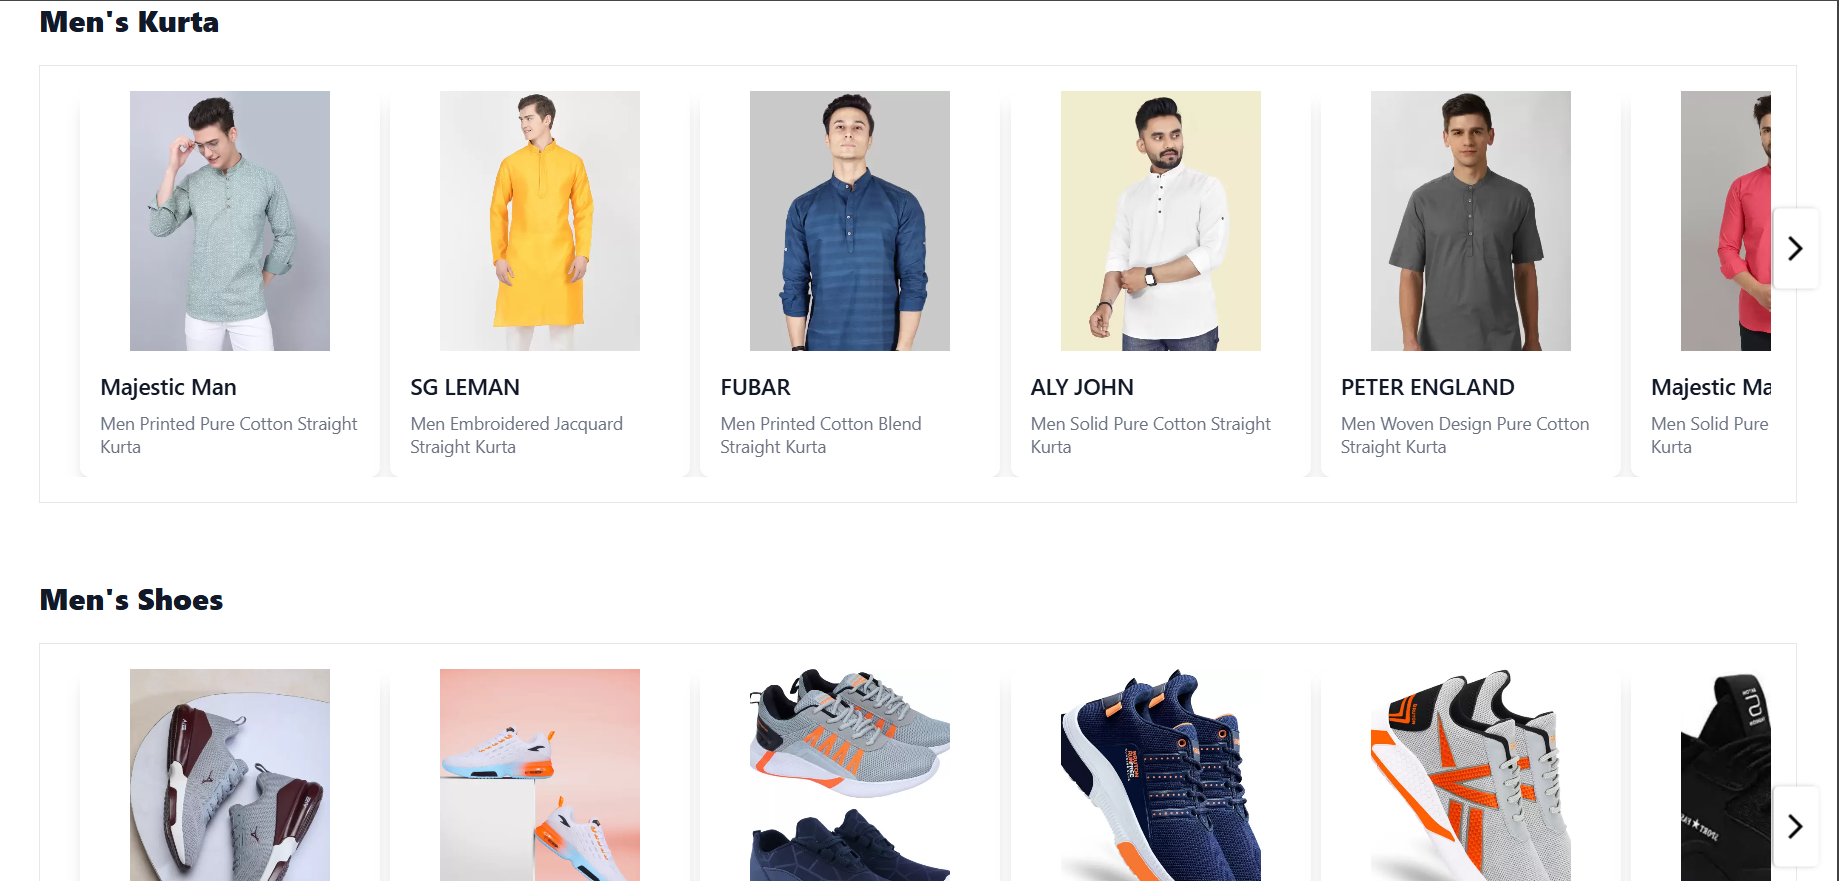 Men's Kurta
Majestic Man
Men Printed Pure Cotton Straight
Kurta
SG LEMAN
Men Embroidered Jacquard
Straight Kurta
FUBAR
Men Printed Cotton Blend
Straight Kurta
ALY JOHN
Men Solid Pure Cotton Straight
Kurta
PETER ENGLAND
Men Woven Design Pure Cotton
Straight Kurta
Majestic Ma
Men Solid Pure
Kurta
Men's Shoes